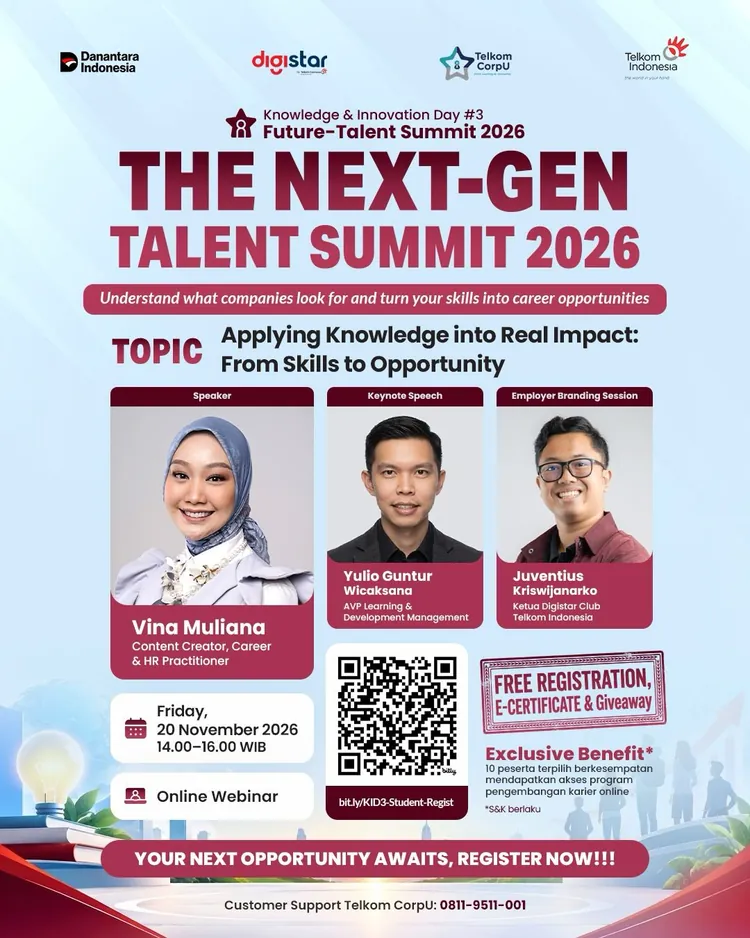 Danantara
Indonesia
digistar
Telkom
CorpU
Telkom
Indonesia
the world in your hand
Knowledge & Innovation Day #3
Future-Talent Summit 2026
THE NEXT-GEN
TALENT SUMMIT 2026
Understand what companies look for and turn your skills into career opportunities
TOPIC
Applying Knowledge into Real Impact:
From Skills to Opportunity
Speaker
Vina Muliana
Content Creator, Career
& HR Practitioner
Keynote Speech
Yulio Guntur
Wicaksana
AVP Learning &
Development Management
Employer Branding Session
Juventius
Kriswijanarko
Ketua Digistar Club
Telkom Indonesia
Friday,
20 November 2026
14.00–16.00 WIB
Online Webinar
bitly
bit.ly/KID3-Student-Regist
FREE REGISTRATION,
E-CERTIFICATE & Giveaway
Exclusive Benefit*
10 peserta terpilih berkesempatan
mendapatkan akses program
pengembangan karier online
*S&K berlaku
YOUR NEXT OPPORTUNITY AWAITS, REGISTER NOW!!!
Customer Support Telkom CorpU: 0811-9511-001